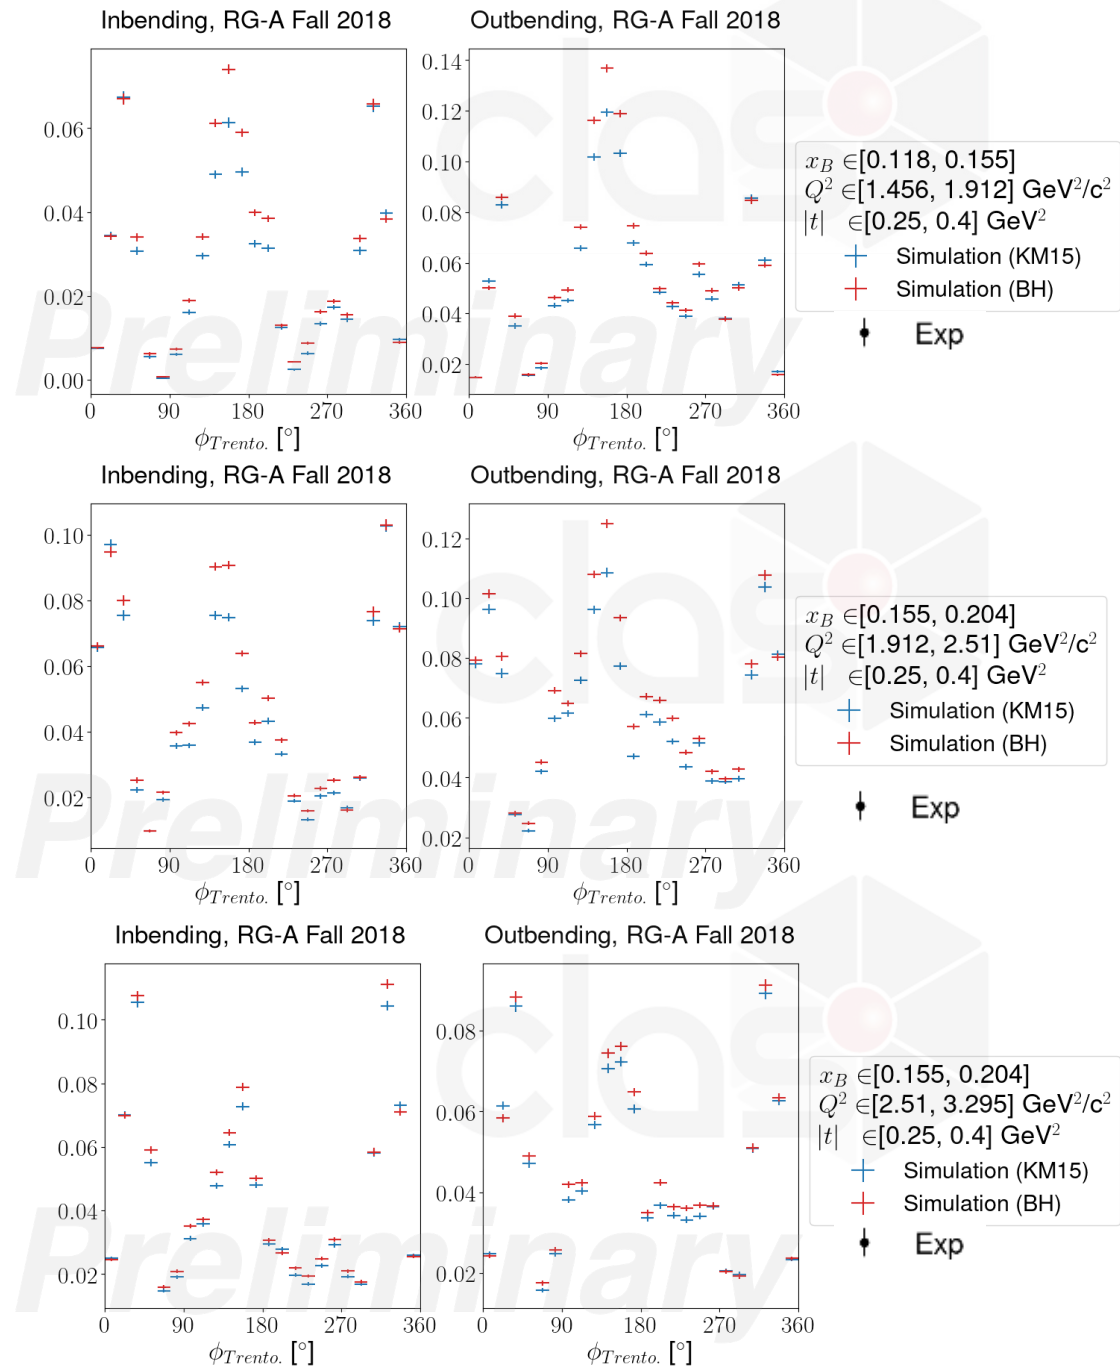 Inbending, RG-A Fall 2018
Outbending, RG-A Fall 2018
0.06
0.04
0.02
0.00
0 90 180 270 360
ϕTrento. [°]
0.14
0.12
0.10
0.08
0.06
0.04
0.02
0 90 180 270 360
ϕTrento. [°]
xB ∈[0.118, 0.155]
Q² ∈[1.456, 1.912] GeV²/c²
|t| ∈[0.25, 0.4] GeV²
Simulation (KM15)
Simulation (BH)
Exp
clas
Preliminary
Inbending, RG-A Fall 2018
Outbending, RG-A Fall 2018
0.10
0.08
0.06
0.04
0.02
0 90 180 270 360
ϕTrento. [°]
0.12
0.10
0.08
0.06
0.04
0.02
0 90 180 270 360
ϕTrento. [°]
xB ∈[0.155, 0.204]
Q² ∈[1.912, 2.51] GeV²/c²
|t| ∈[0.25, 0.4] GeV²
Simulation (KM15)
Simulation (BH)
Exp
clas
Preliminary
Inbending, RG-A Fall 2018
Outbending, RG-A Fall 2018
0.10
0.08
0.06
0.04
0.02
0 90 180 270 360
ϕTrento. [°]
0.08
0.06
0.04
0.02
0 90 180 270 360
ϕTrento. [°]
xB ∈[0.155, 0.204]
Q² ∈[2.51, 3.295] GeV²/c²
|t| ∈[0.25, 0.4] GeV²
Simulation (KM15)
Simulation (BH)
Exp
clas
Preliminary